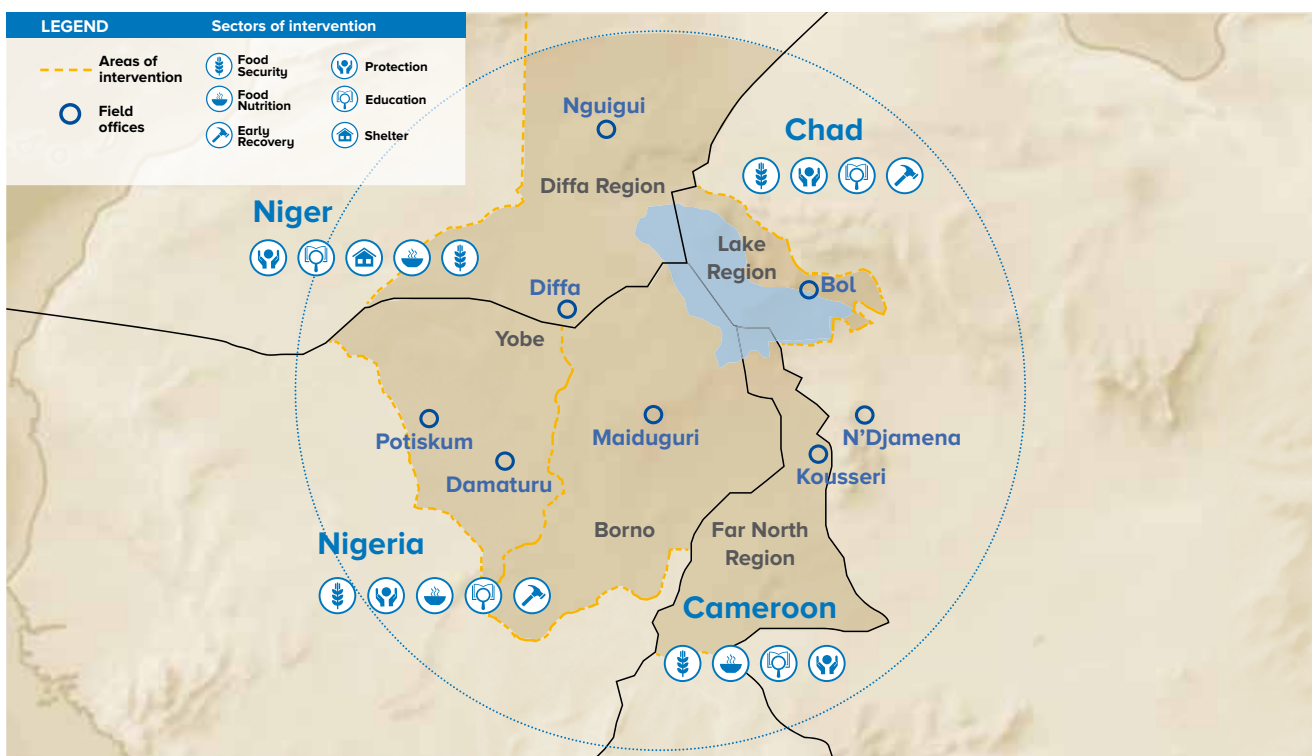 LEGEND
Sectors of intervention
Areas of
intervention
Field
offices
Food
Security
Protection
Food
Nutrition
Education
Early
Recovery
Shelter
Nguigui
Chad
Diffa Region
Niger
Lake
Region
Diffa
Bol
Yobe
Potiskum
Maiduguri
N'Djamena
Damaturu
Kousseri
Nigeria
Borno
Far North
Region
Cameroon